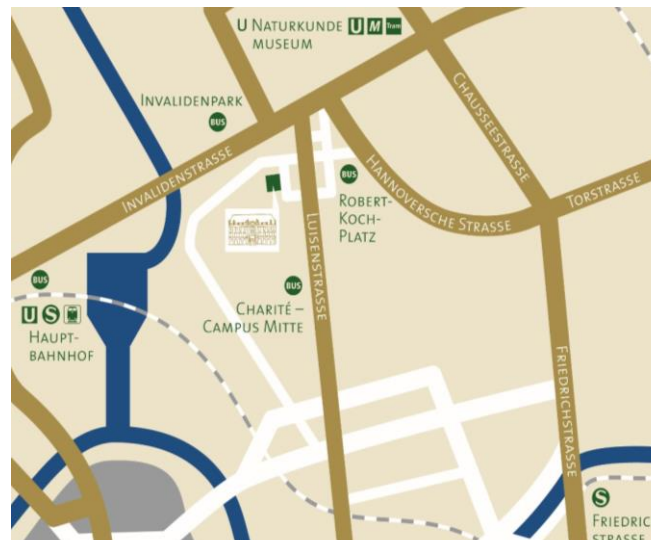 U NATURKUNDE
MUSEUM
U M Tram
INVALIDENPARK
BUS
CHAUSSEESTRASSE
INVALIDENSTRASSE
HANNOVERSCHE STRASSE
TORSTRASSE
BUS
ROBERT-
KOCH-
PLATZ
LUISENSTRASSE
BUS
CHARITÉ –
CAMPUS MITTE
BUS
U S
HAUPT-
BAHNHOF
FRIEDRICHSTRASSE
S
FRIEDRIC
STRASSE